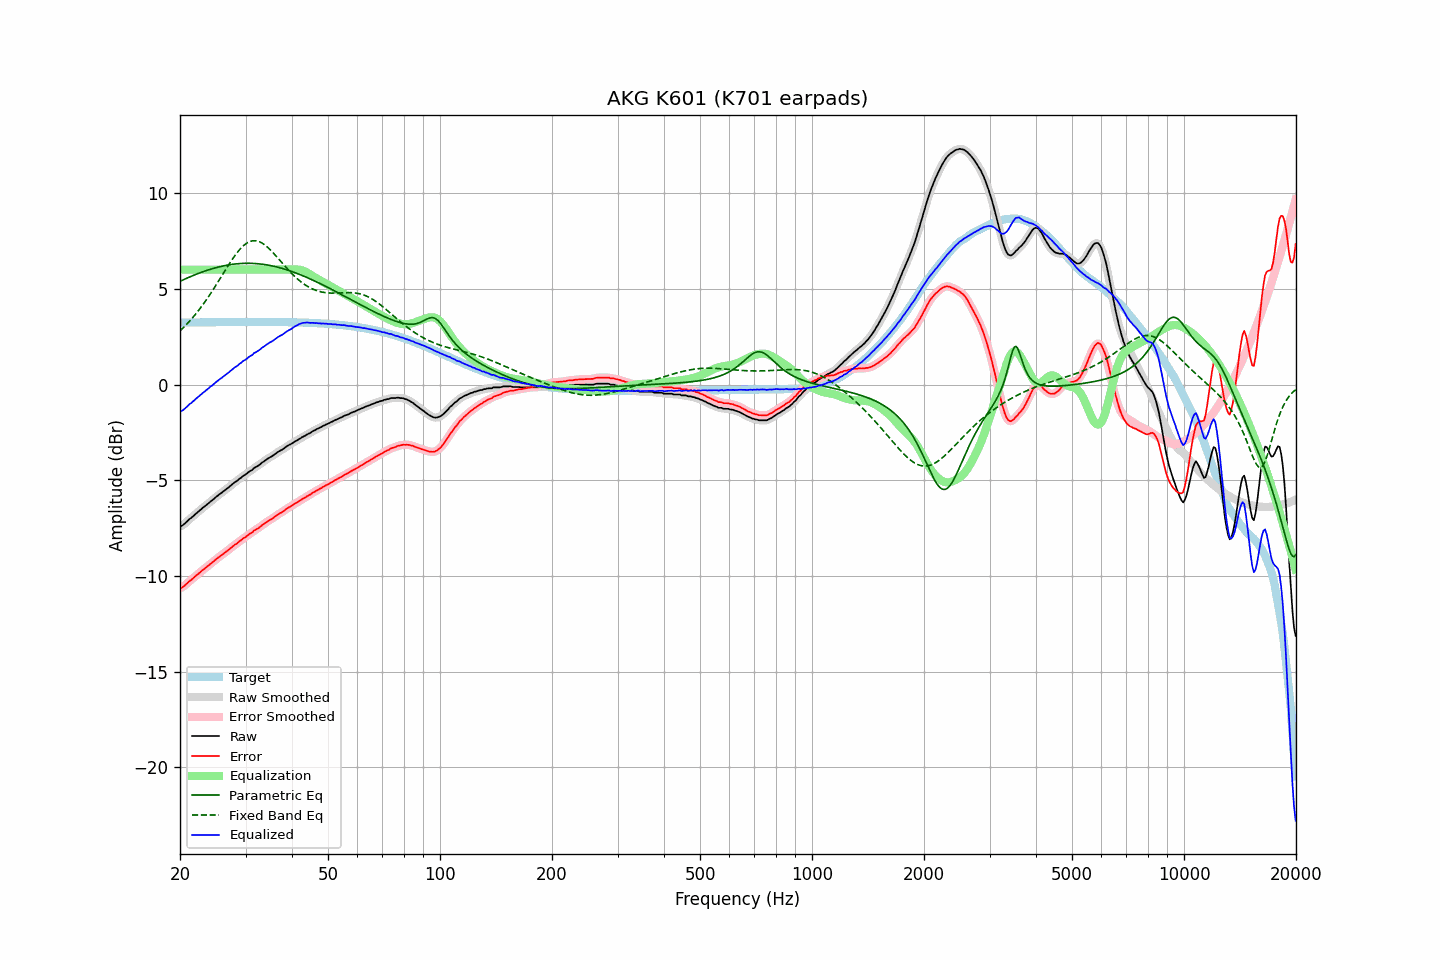 AKG K601 (K701 earpads)
Amplitude (dBr)
10
5
0
−5
−10
−15
−20
Target
Raw Smoothed
Error Smoothed
Raw
Error
Equalization
Parametric Eq
Fixed Band Eq
Equalized
20 50 100 200 500 1000 2000 5000 10000 20000
Frequency (Hz)